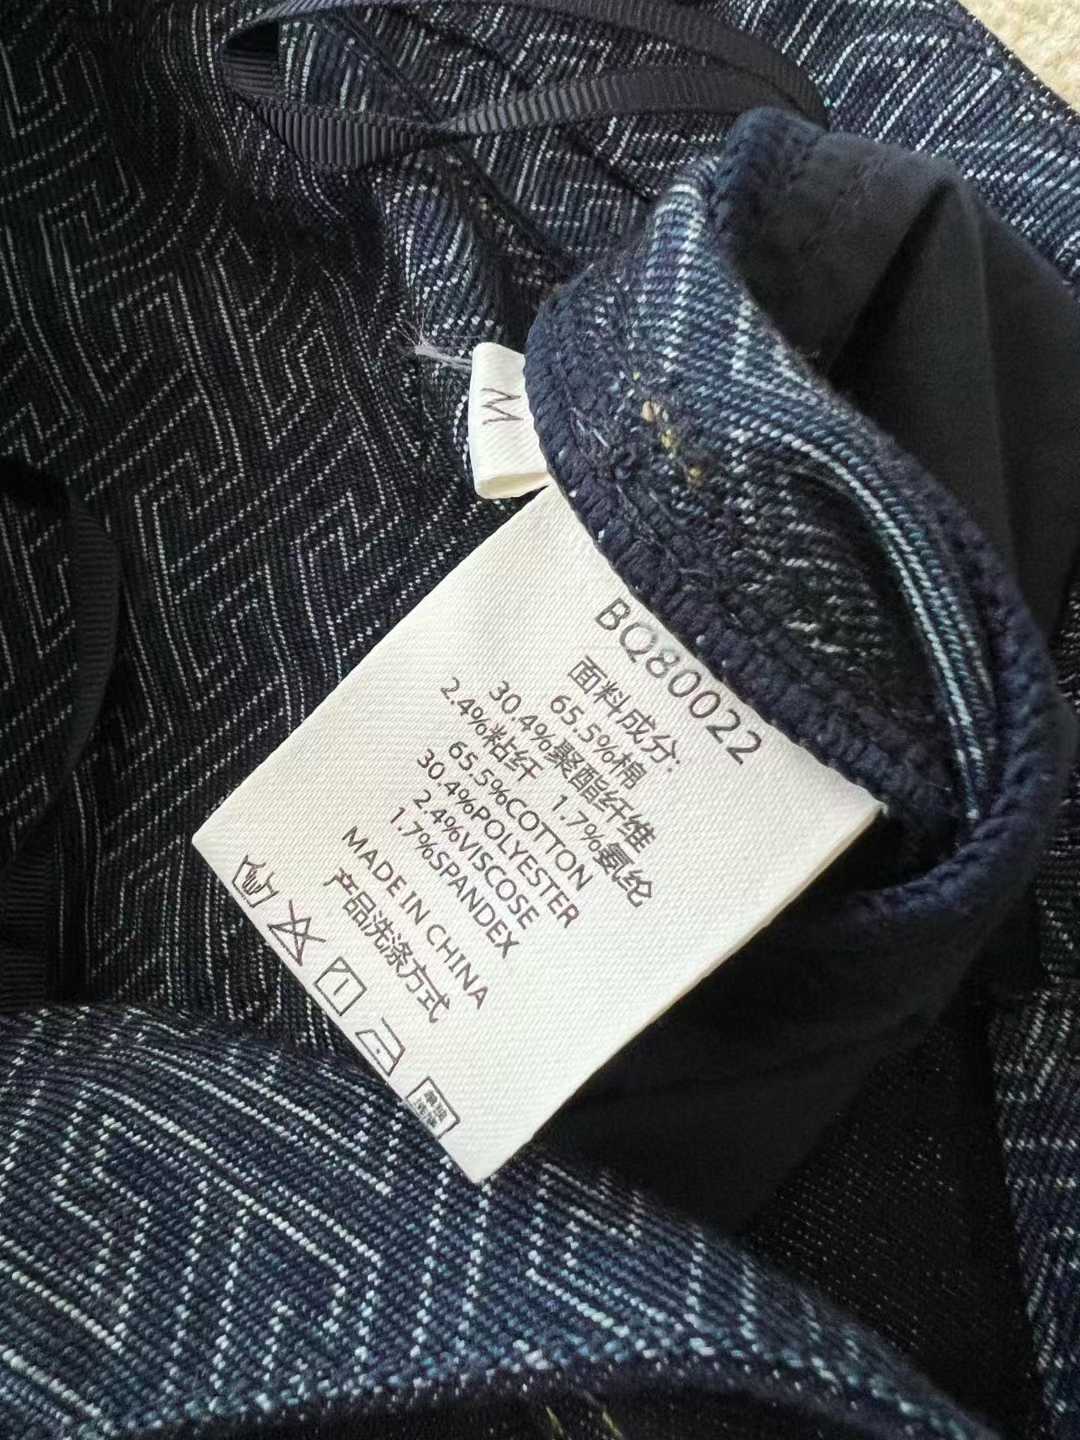 M
BQ80022
面料成分:
65.5%棉
30.4%聚酯纤维
2.4%粘纤 1.7%氨纶
65.5%COTTON
30.4%POLYESTER
2.4%VISCOSE
1.7%SPANDEX
MADE IN CHINA
产品洗涤方式